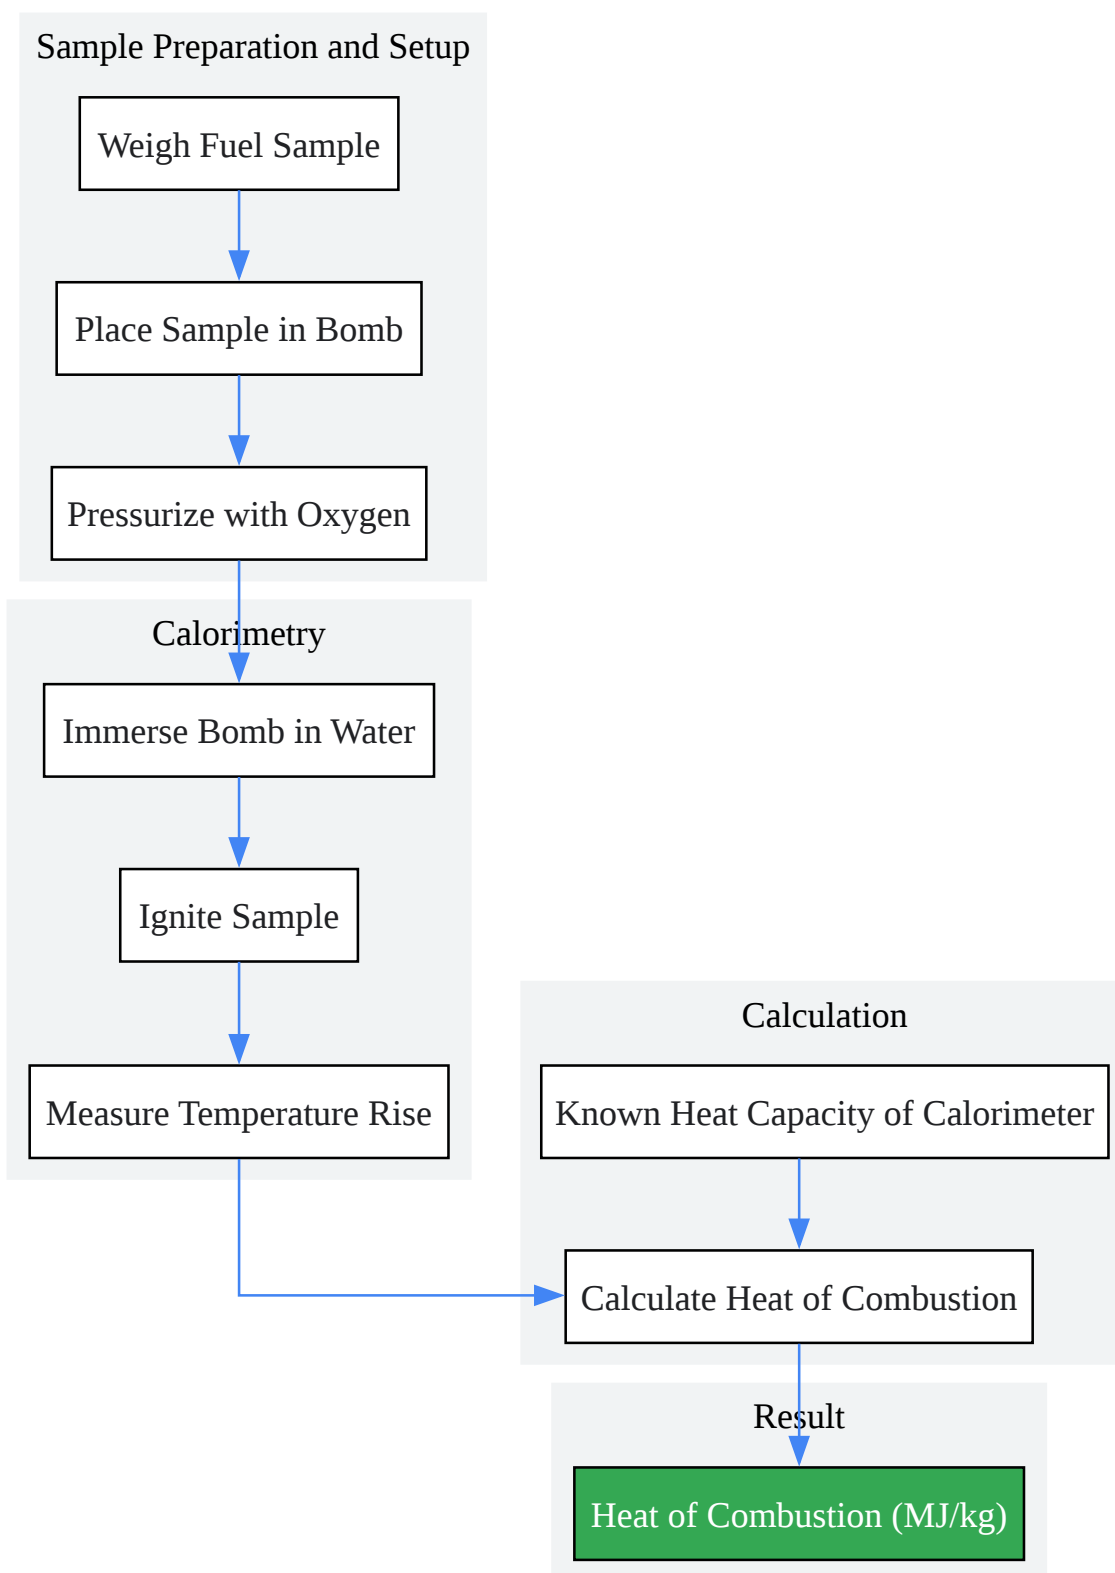 Sample Preparation and Setup
Weigh Fuel Sample
Place Sample in Bomb
Pressurize with Oxygen
Calorimetry
Immerse Bomb in Water
Ignite Sample
Measure Temperature Rise
Calculation
Known Heat Capacity of Calorimeter
Calculate Heat of Combustion
Result
Heat of Combustion (MJ/kg)